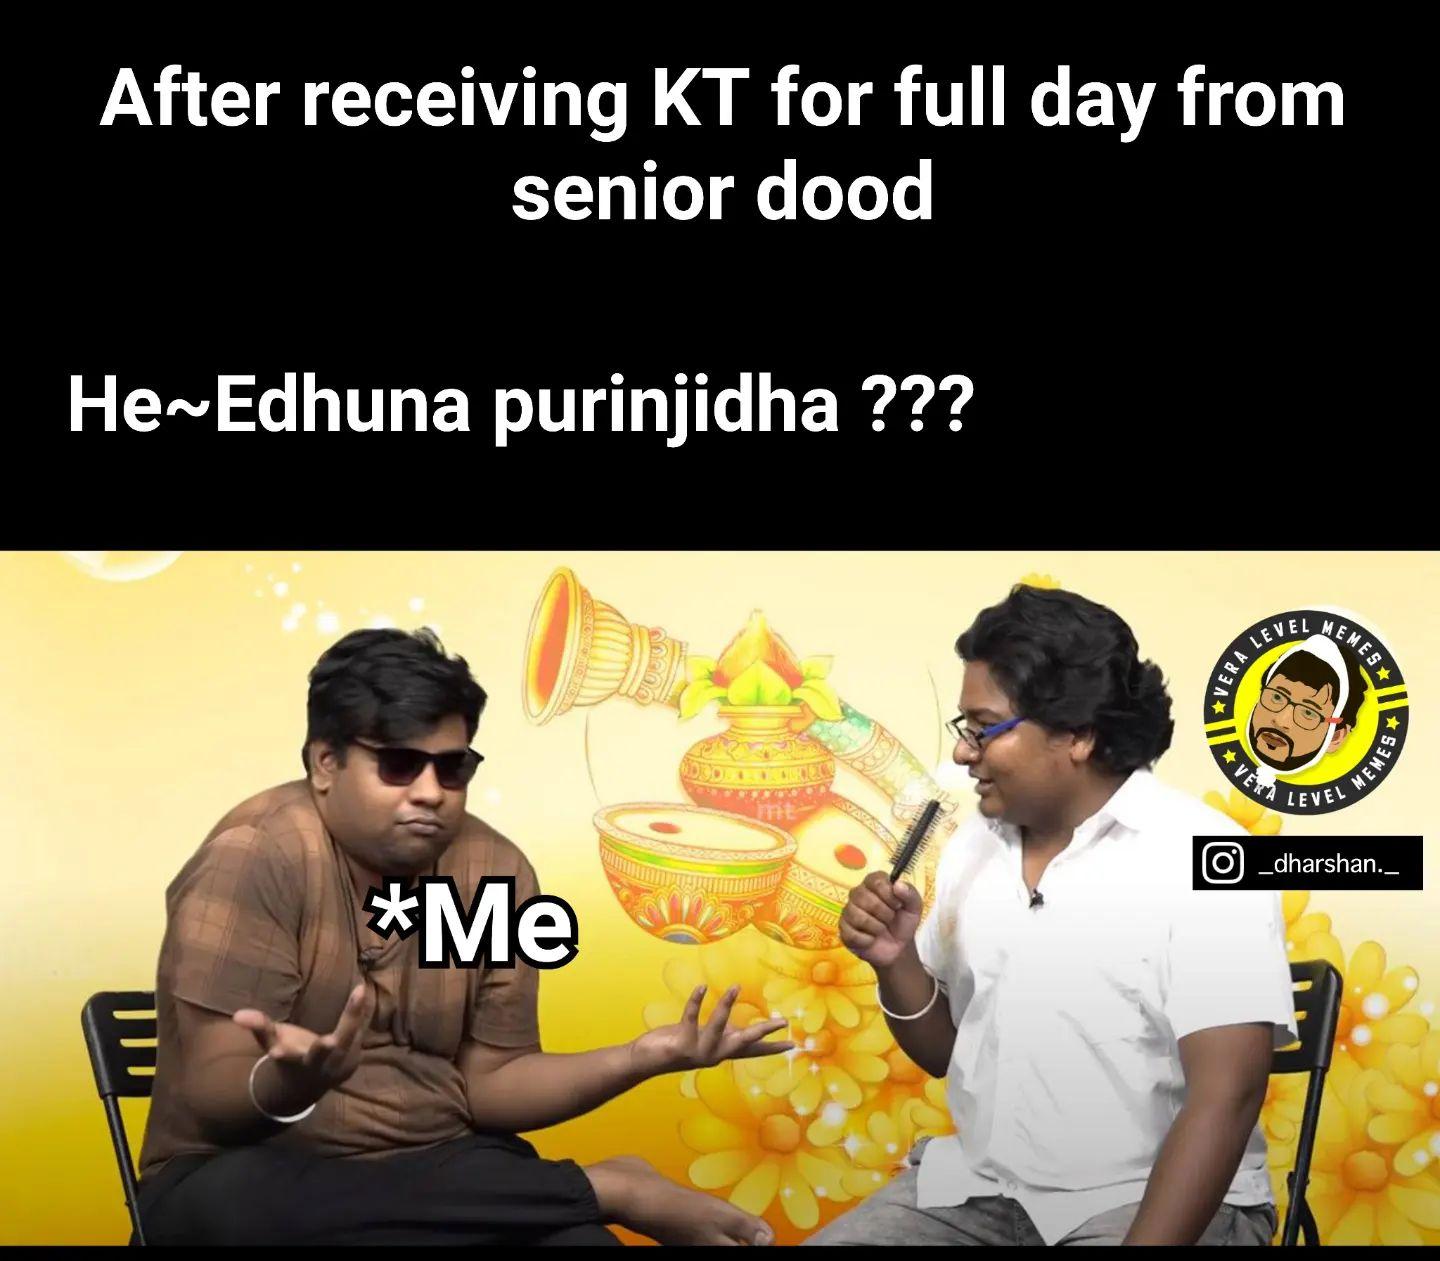 After receiving KT for full day from
senior dood
He~Edhuna purinjidha ???
VERA LEVEL MEMES
VERA LEVEL MEMES
mt
_dharshan._
*Me